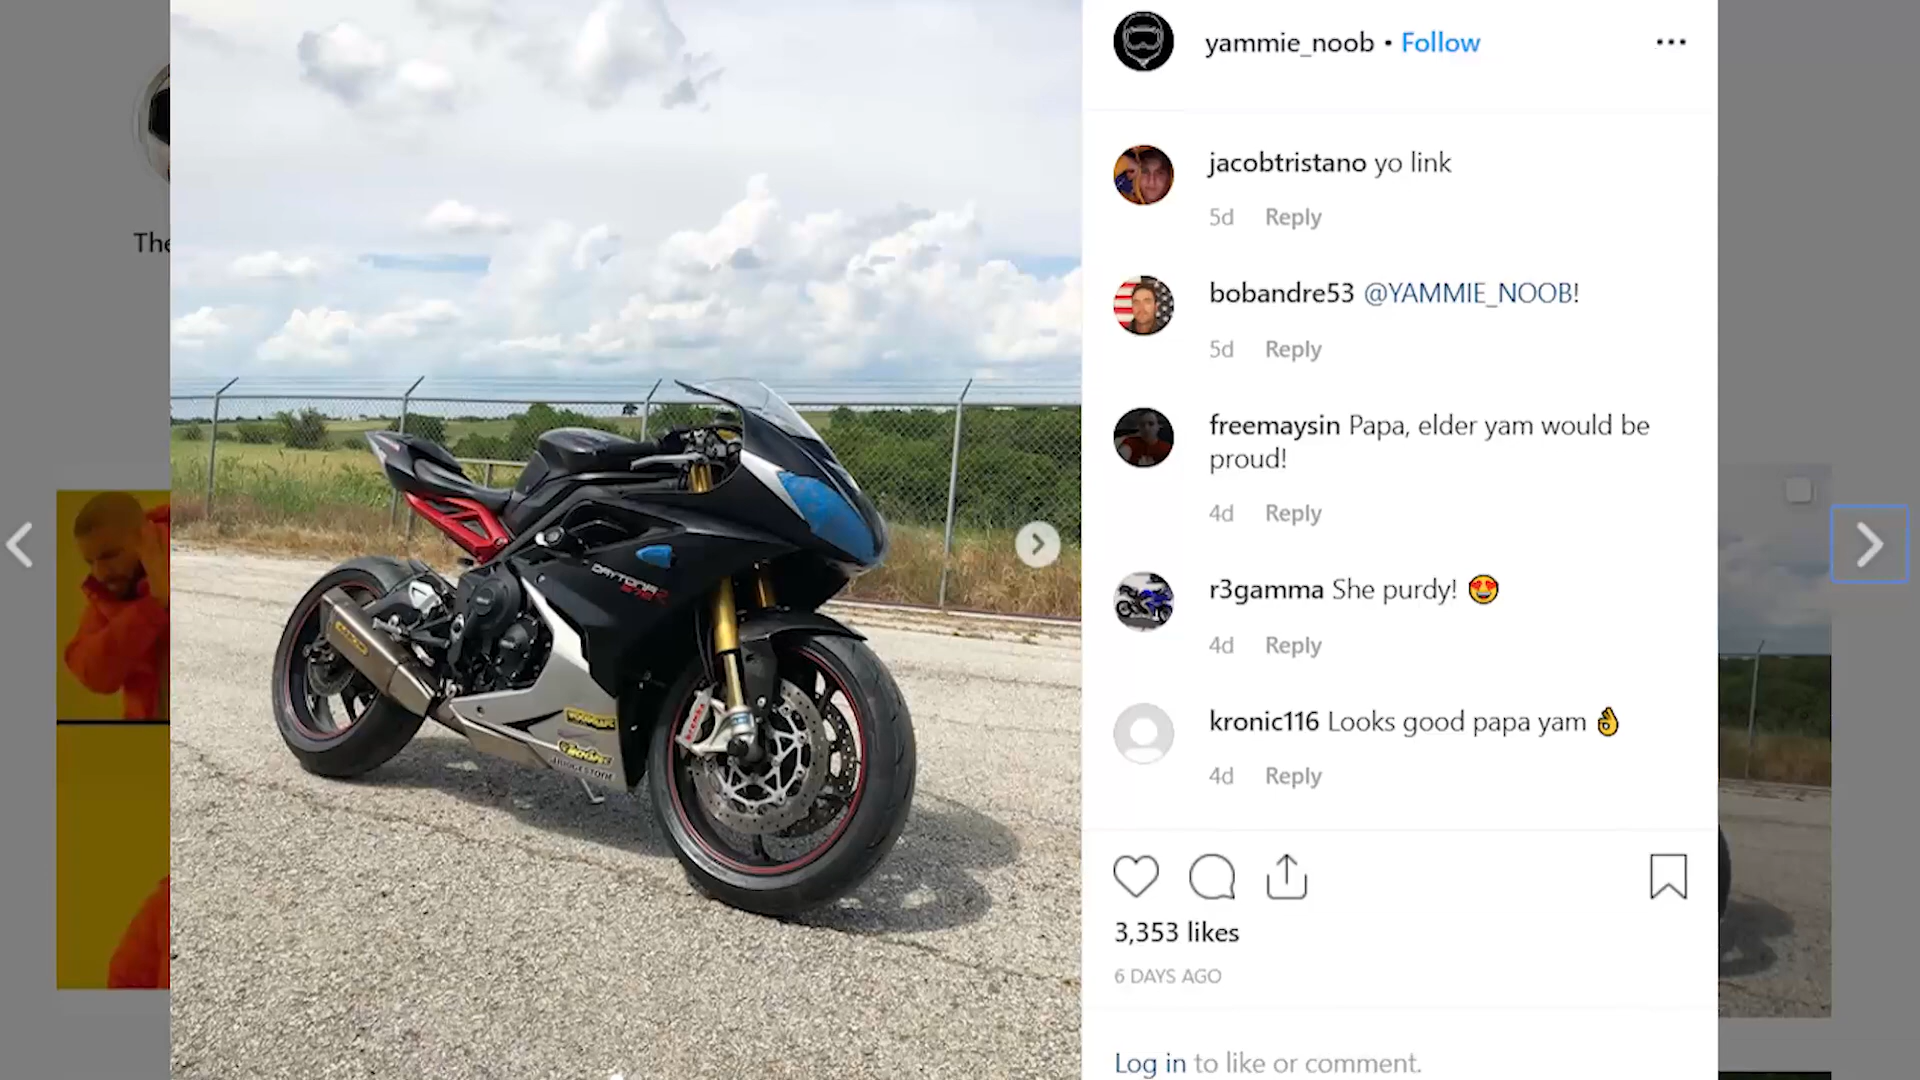 yammie_noob • Follow
The
jacobtristano yo link
5d Reply
bobandre53 @YAMMIE_NOOB!
5d Reply
freemaysin Papa, elder yam would be
proud!
4d Reply
r3gamma She purdy! 😍
4d Reply
kronic116 Looks good papa yam 👌
4d Reply
DAYTONA
brembo
BRIDGESTONE
3,353 likes
6 DAYS AGO
Log in to like or comment.